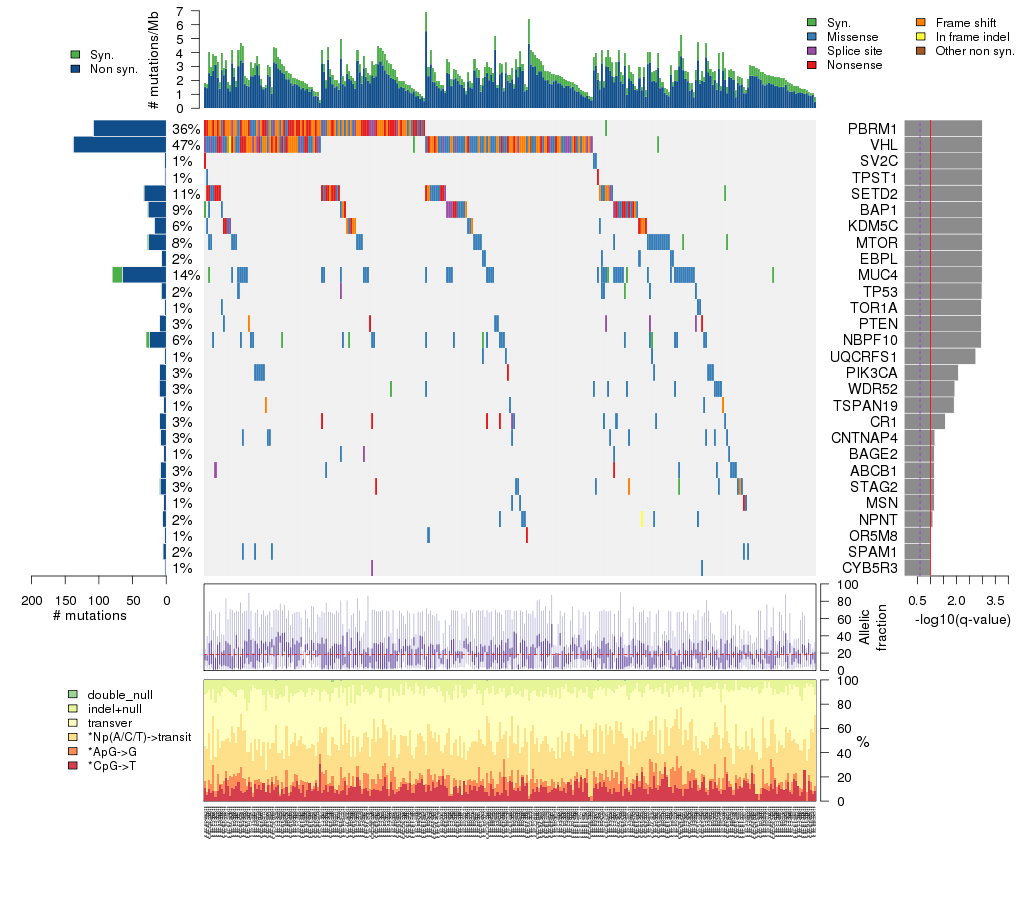 # mutations/Mb
7
6
5
4
3
2
1
0
Syn.
Non syn.
Syn.
Missense
Splice site
Nonsense
Frame shift
In frame indel
Other non syn.
36% PBRM1
47% VHL
1% SV2C
1% TPST1
11% SETD2
9% BAP1
6% KDM5C
8% MTOR
2% EBPL
14% MUC4
2% TP53
1% TOR1A
3% PTEN
6% NBPF10
1% UQCRFS1
3% PIK3CA
3% WDR52
1% TSPAN19
3% CR1
3% CNTNAP4
1% BAGE2
3% ABCB1
3% STAG2
1% MSN
2% NPNT
1% OR5M8
2% SPAM1
1% CYB5R3
200 150 100 50 0
# mutations
0.5 2.0 3.5
-log10(q-value)
100
80
60
40
20
0
Allelic
fraction
double_null
indel+null
transver
*Np(A/C/T)->transit
*ApG->G
*CpG->T
100
80
60
40
20
0
%